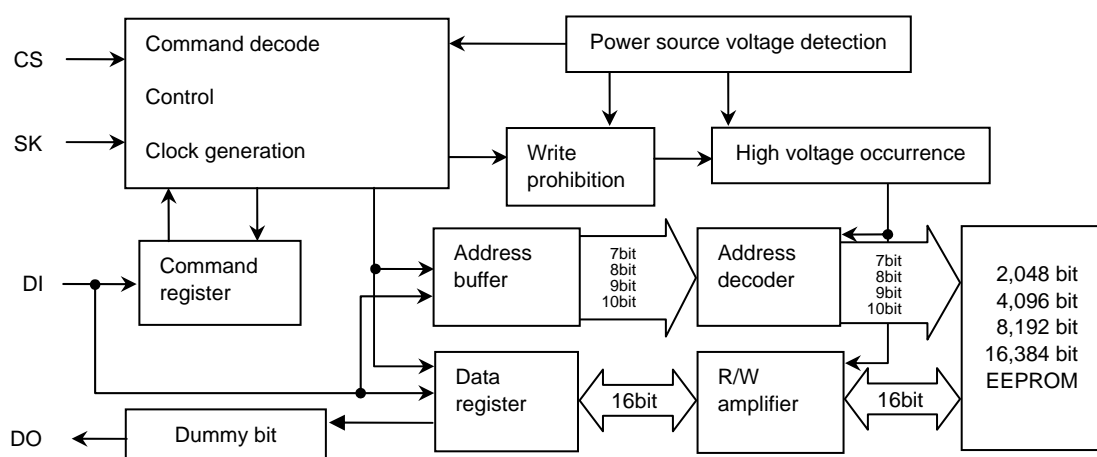 CS
SK
DI
DO
Command decode
Control
Clock generation
Power source voltage detection
Write
prohibition
High voltage occurrence
Command
register
Address
buffer
7bit
8bit
9bit
10bit
Address
decoder
7bit
8bit
9bit
10bit
2,048 bit
4,096 bit
8,192 bit
16,384 bit
EEPROM
Data
register
16bit
R/W
amplifier
16bit
Dummy bit